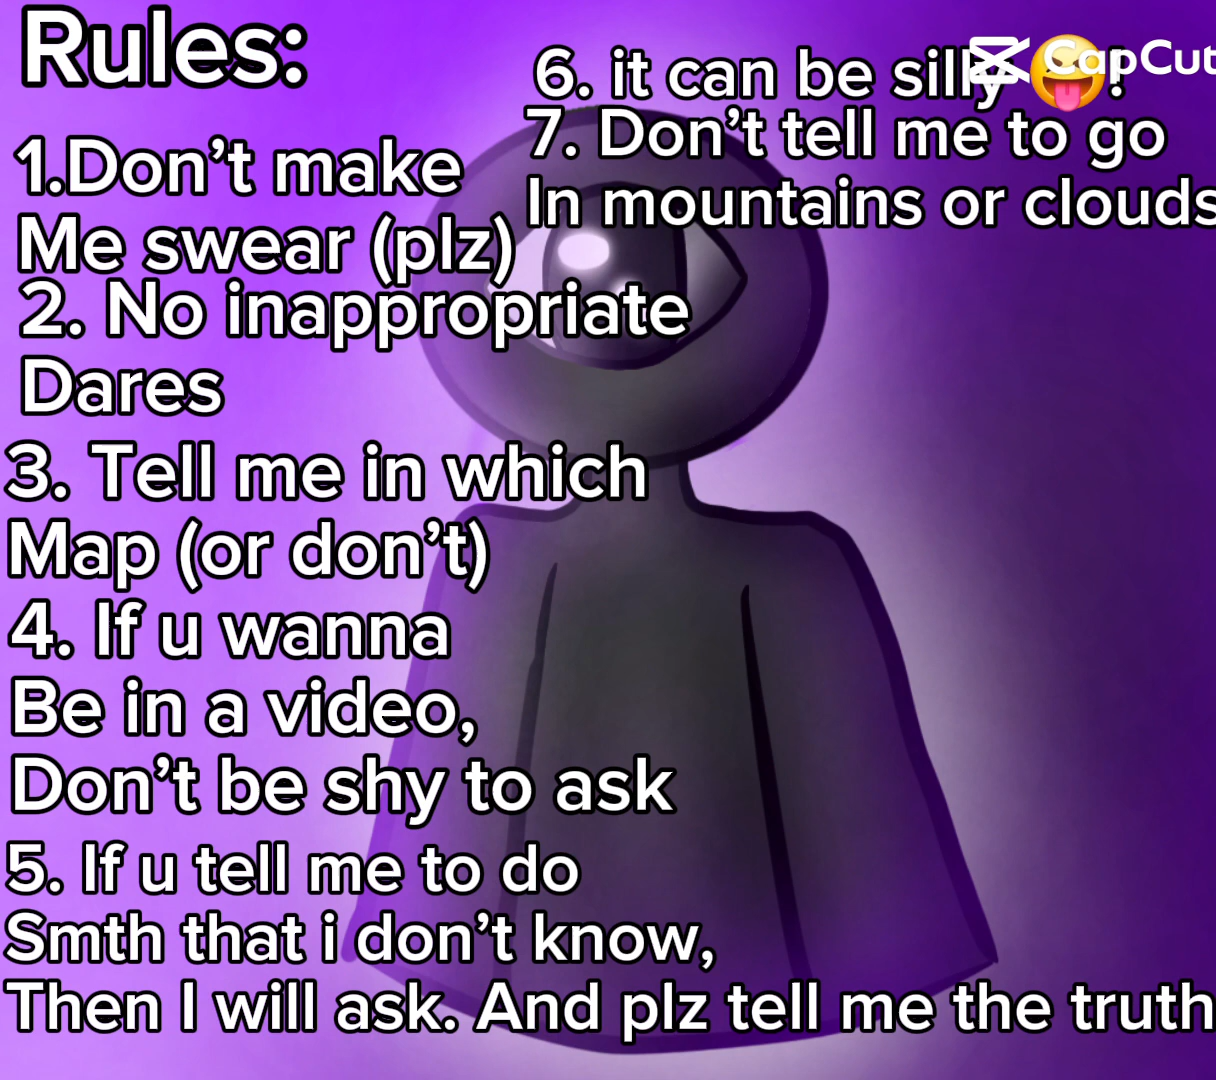 Rules:
1.Don't make
Me swear (plz)
2. No inappropriate
Dares
3. Tell me in which
Map (or don't)
4. If u wanna
Be in a video,
Don't be shy to ask
5. If u tell me to do
Smth that i don't know,
Then I will ask. And plz tell me the truth
6. it can be silly 😜!
7. Don't tell me to go
In mountains or clouds
CapCut